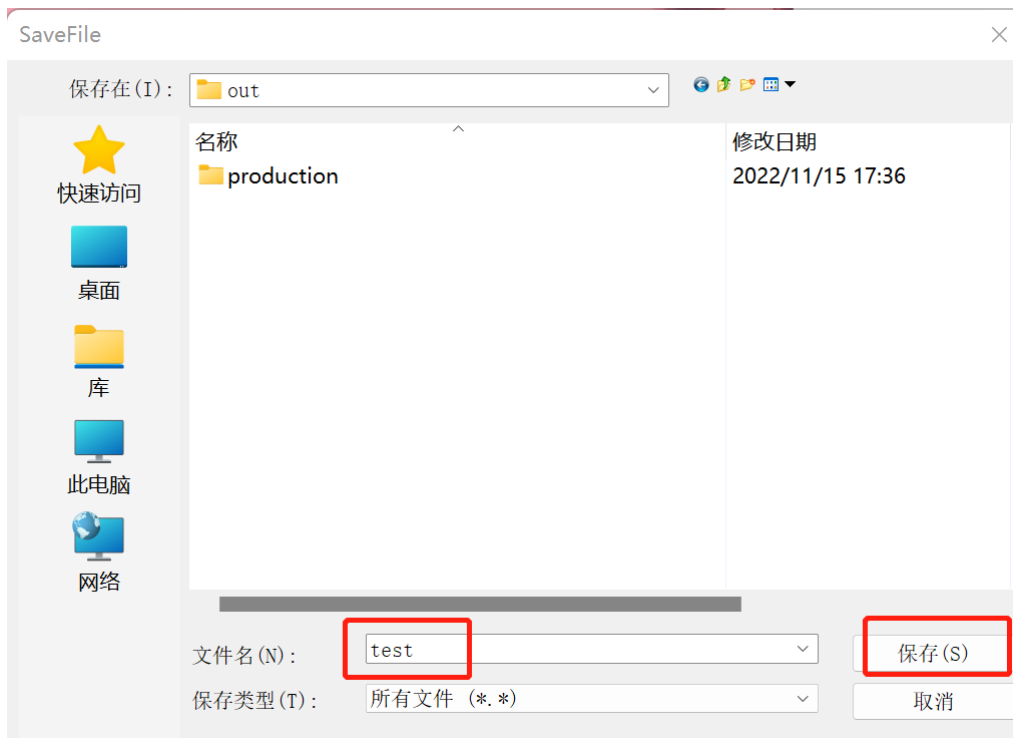 SaveFile
保存在(I):
out
名称
修改日期
production
2022/11/15 17:36
快速访问
桌面
库
此电脑
网络
文件名(N):
test
保存(S)
保存类型(T):
所有文件 (*.*)
取消